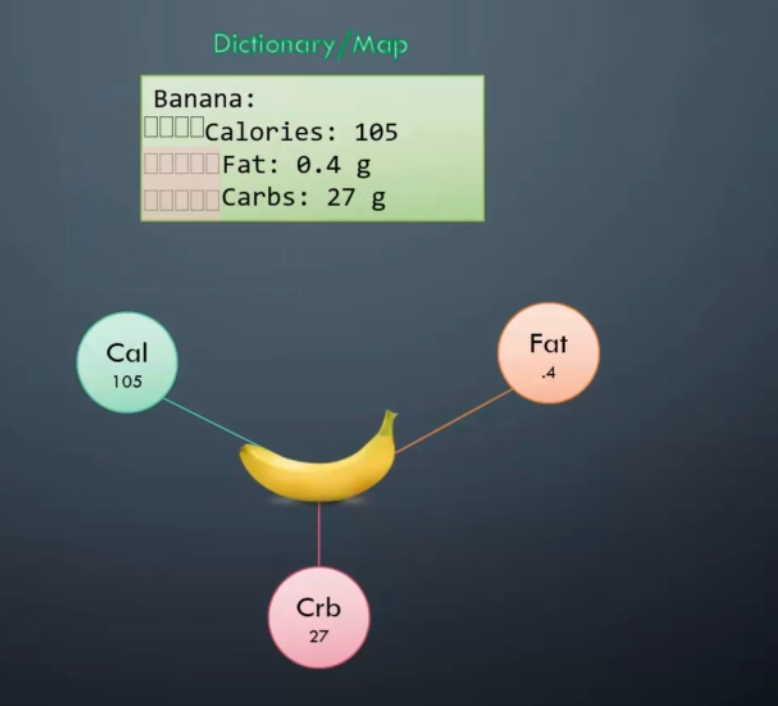 Dictionary/Map
Banana:
□□□□Calories: 105
□□□□□Fat: 0.4 g
□□□□□Carbs: 27 g
Cal
105
Fat
.4
Crb
27